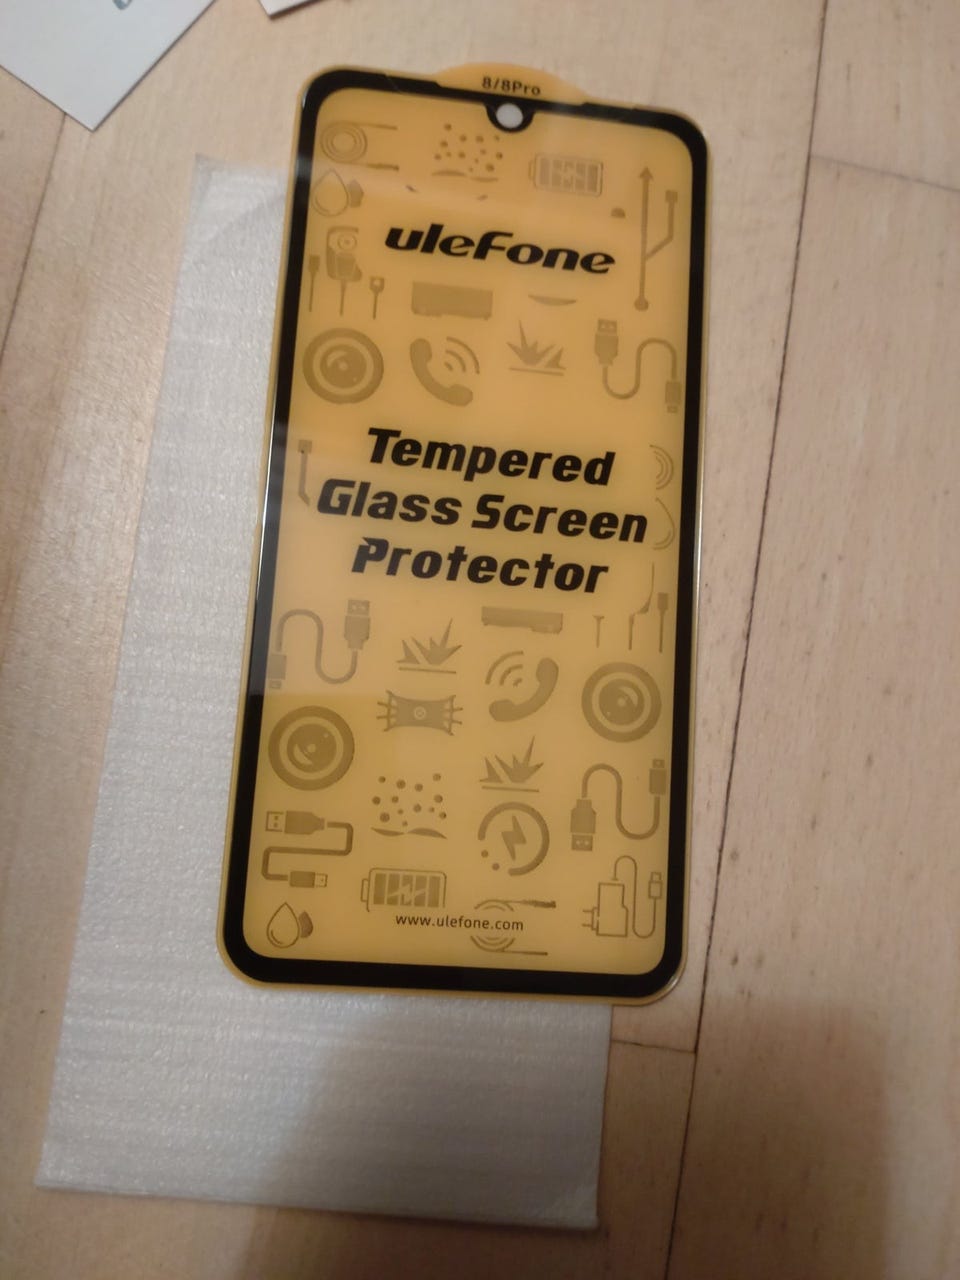 8/8Pro
ulefone
Tempered
Glass Screen
Protector
www.ulefone.com